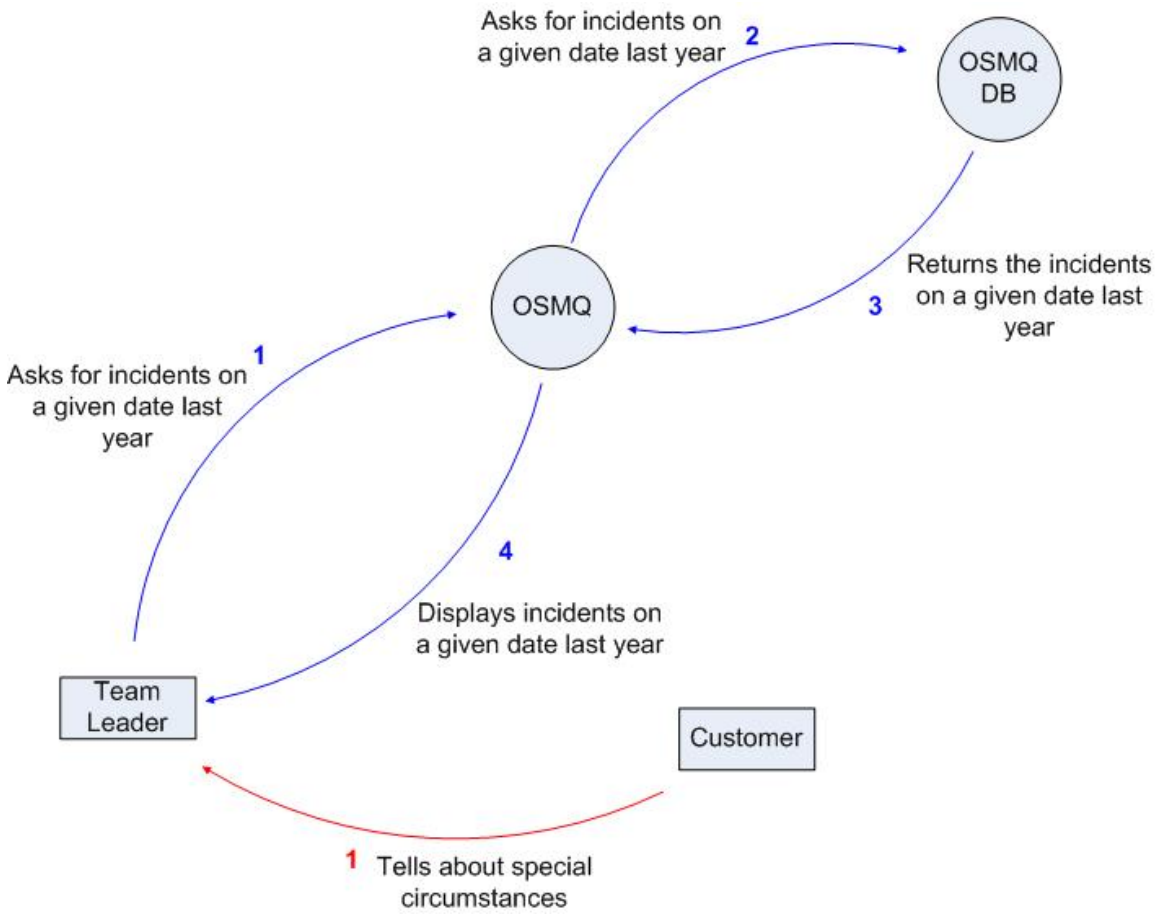 Asks for incidents on
a given date last year
2
OSMQ
DB
Returns the incidents
on a given date last
year
3
OSMQ
1
Asks for incidents on
a given date last
year
4
Displays incidents on
a given date last year
Team
Leader
Customer
1
Tells about special
circumstances